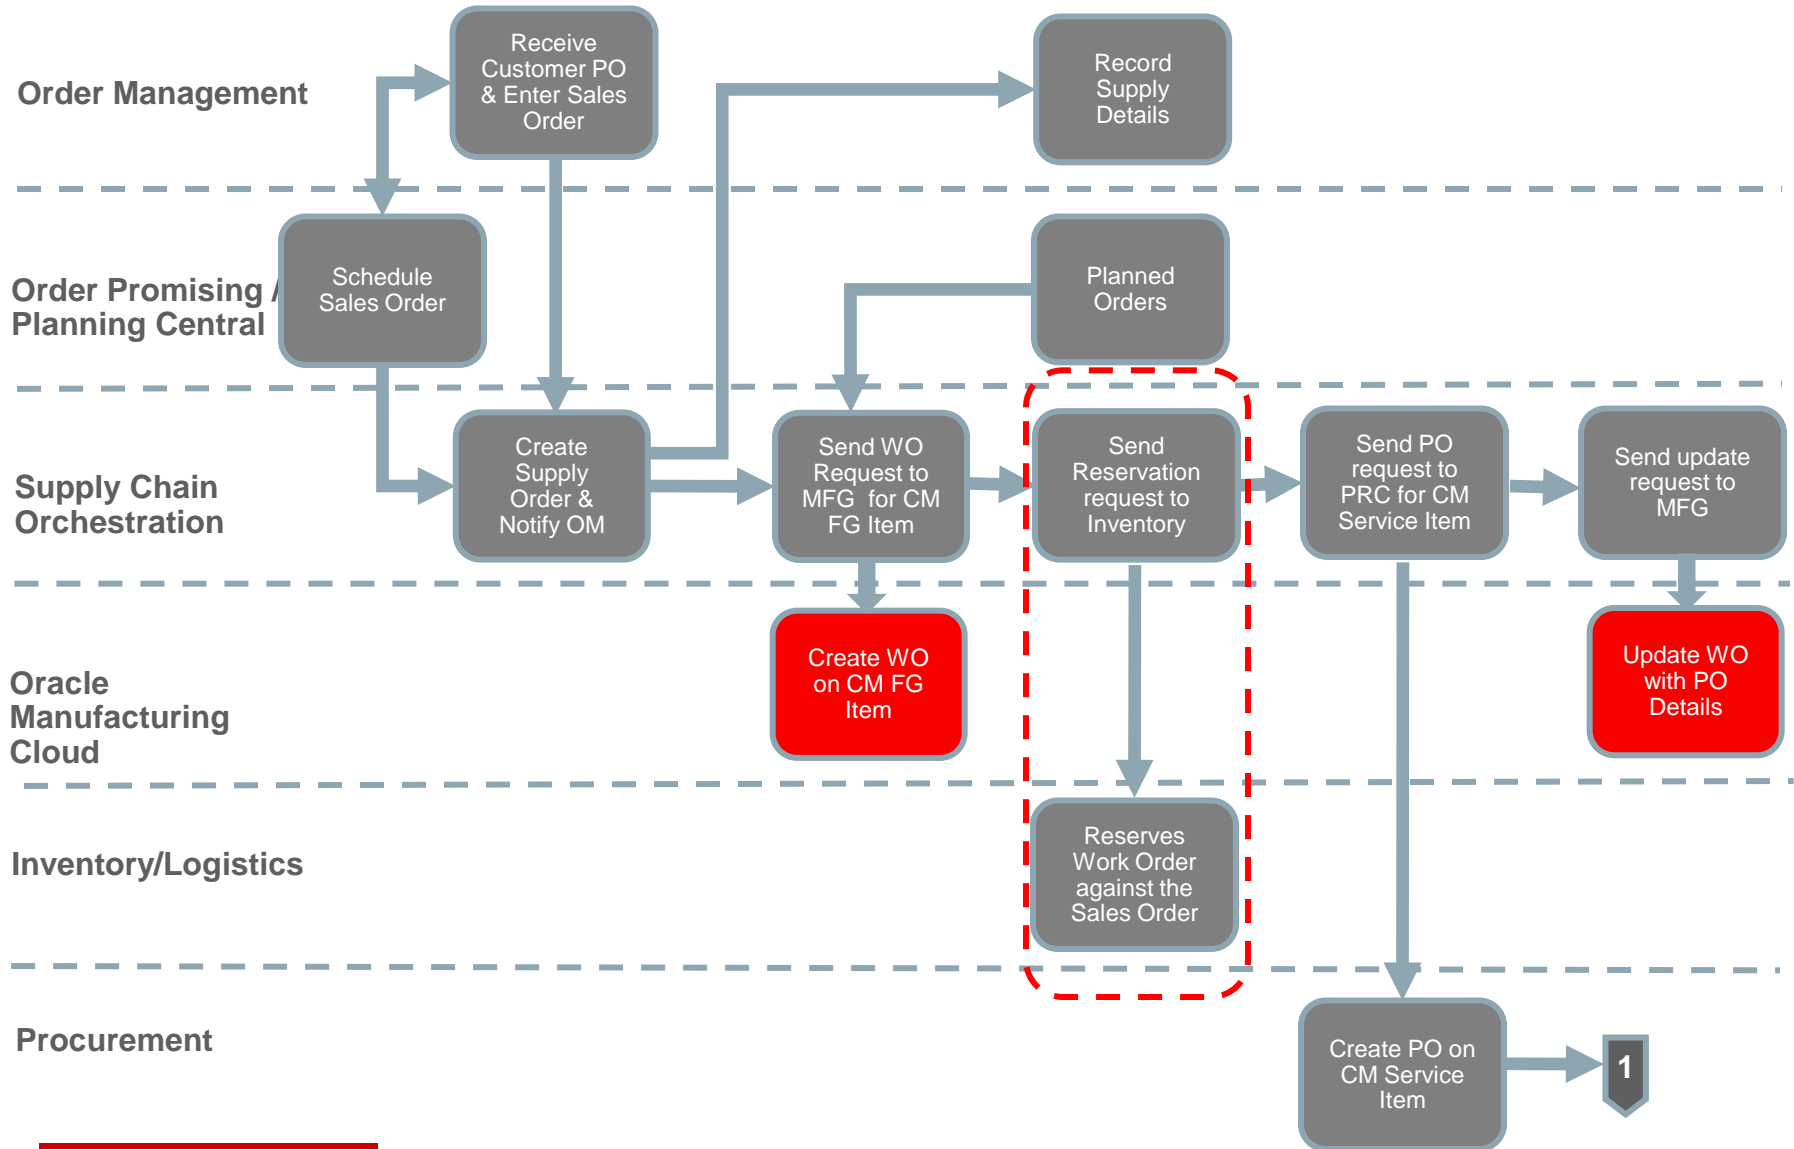 Order Management
Receive
Customer PO
& Enter Sales
Order
Record
Supply
Details
Order Promising /
Planning Central
Schedule
Sales Order
Planned
Orders
Supply Chain
Orchestration
Create
Supply
Order &
Notify OM
Send WO
Request to
MFG for CM
FG Item
Send
Reservation
request to
Inventory
Send PO
request to
PRC for CM
Service Item
Send update
request to
MFG
Oracle
Manufacturing
Cloud
Create WO
on CM FG
Item
Update WO
with PO
Details
Inventory/Logistics
Reserves
Work Order
against the
Sales Order
Procurement
Create PO on
CM Service
Item
1